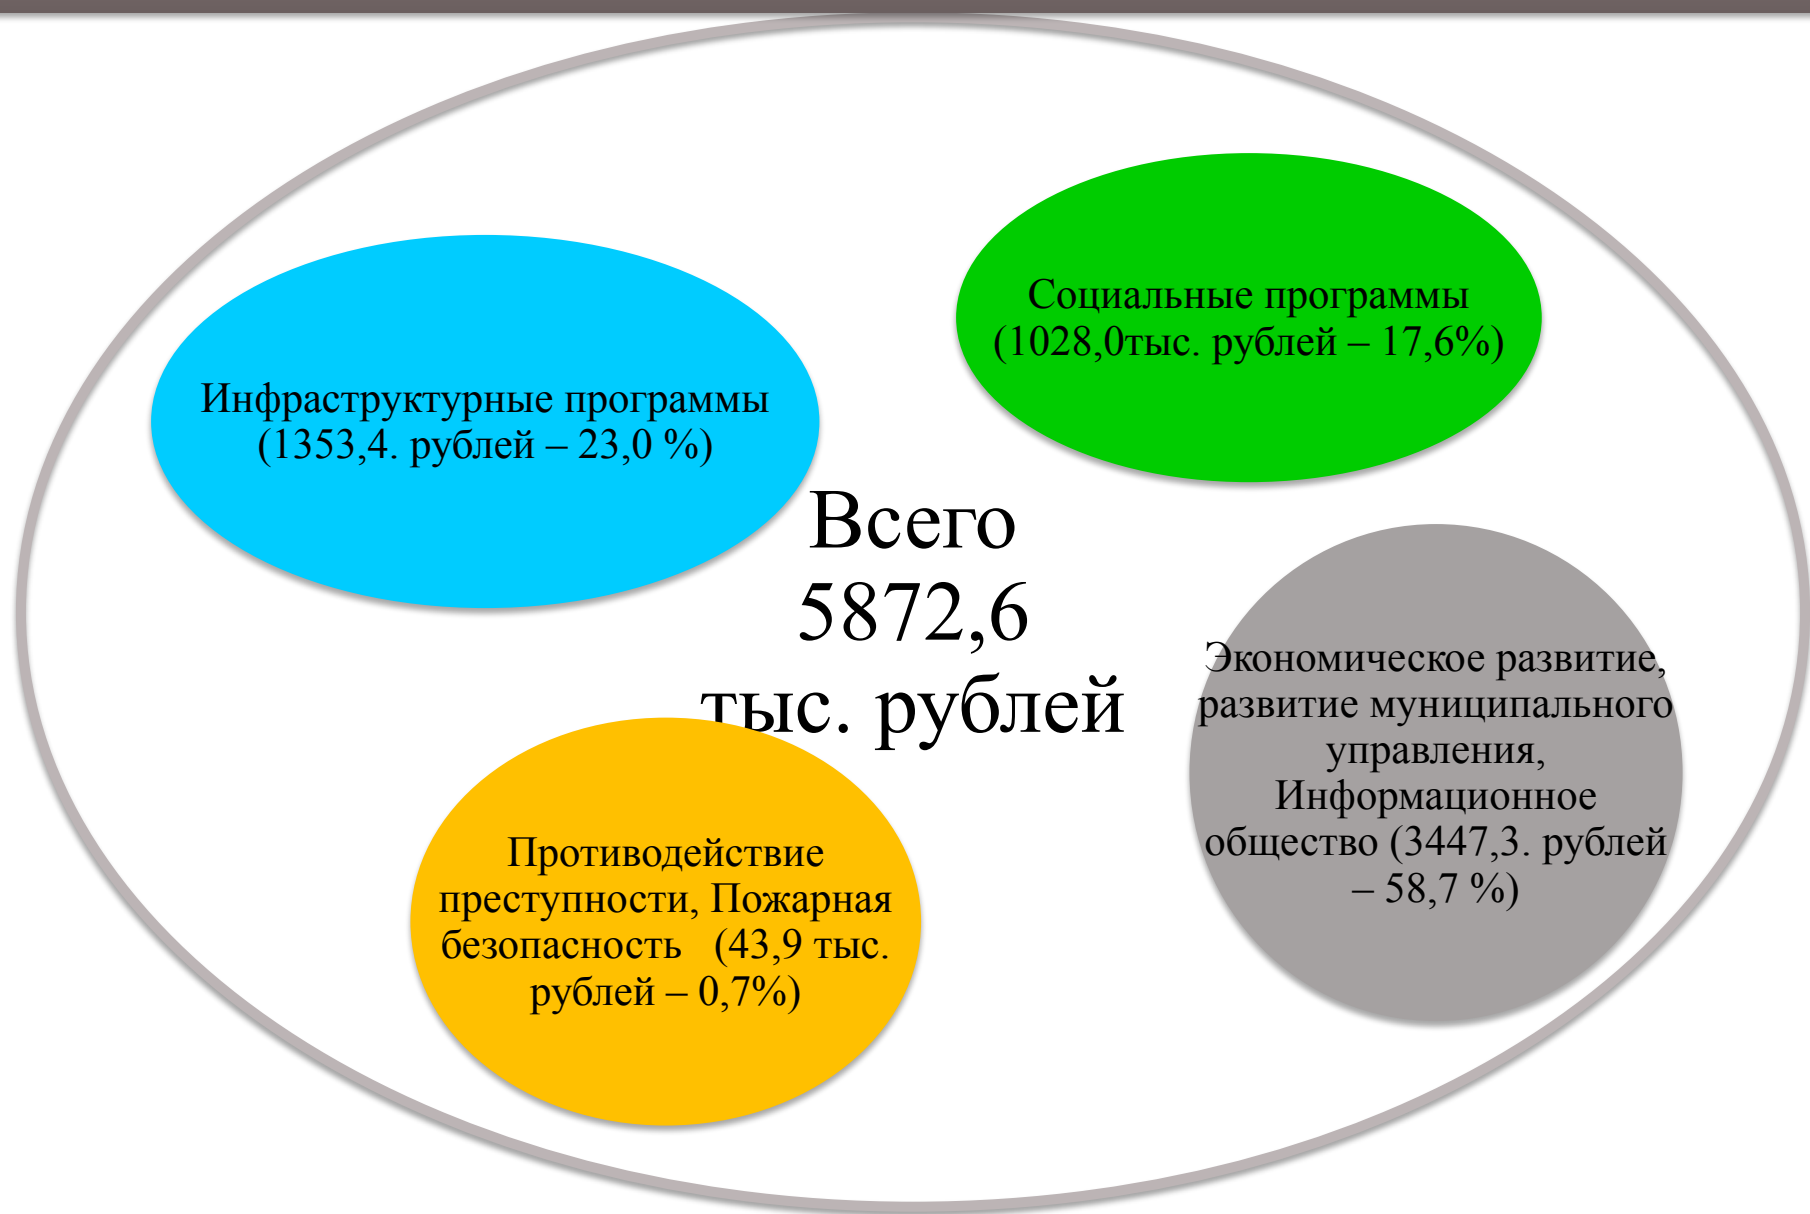 Социальные программы
(1028,0тыс. рублей – 17,6%)
Инфраструктурные программы
(1353,4. рублей – 23,0 %)
Всего
5872,6
тыс. рублей
Экономическое развитие,
развитие муниципального
управления,
Информационное
общество (3447,3. рублей
– 58,7 %)
Противодействие
преступности, Пожарная
безопасность   (43,9 тыс.
рублей – 0,7%)